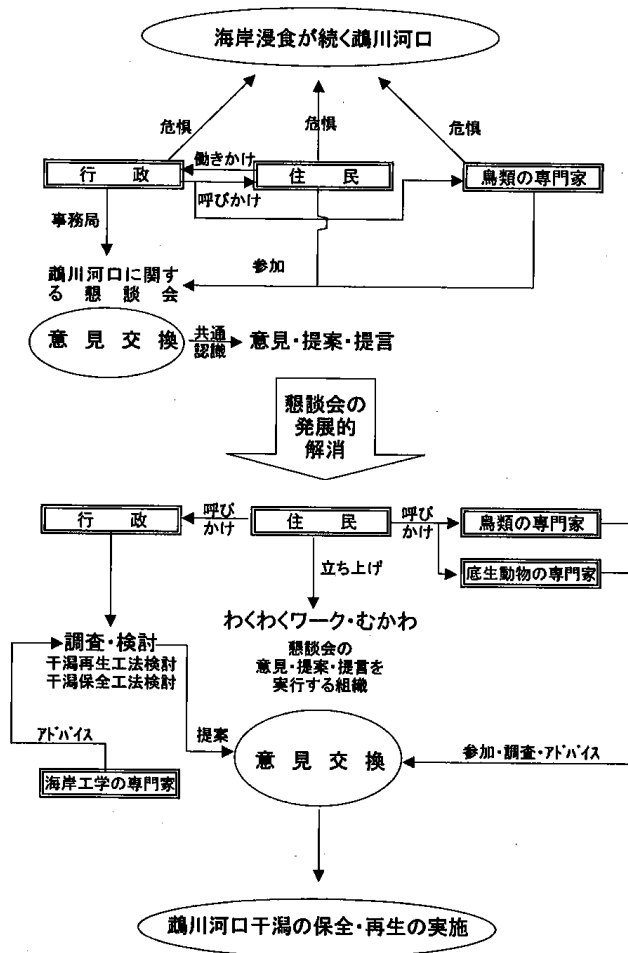 海岸浸食が続く鵡川河口
危惧
危惧
危惧
働きかけ
行 政
住 民
鳥類の専門家
呼びかけ
事務局
参加
鵡川河口に関す
る 懇 談 会
意 見 交 換
共通
認識
意見・提案・提言
懇談会の
発展的
解消
行 政
呼び
かけ
住 民
呼び
かけ
鳥類の専門家
底生動物の専門家
立ち上げ
わくわくワーク・むかわ
懇談会の
意見・提案・提言を
実行する組織
調査・検討
干潟再生工法検討
干潟保全工法検討
アドバイス
提案
意 見 交 換
参加・調査・アドバイス
海岸工学の専門家
鵡川河口干潟の保全・再生の実施